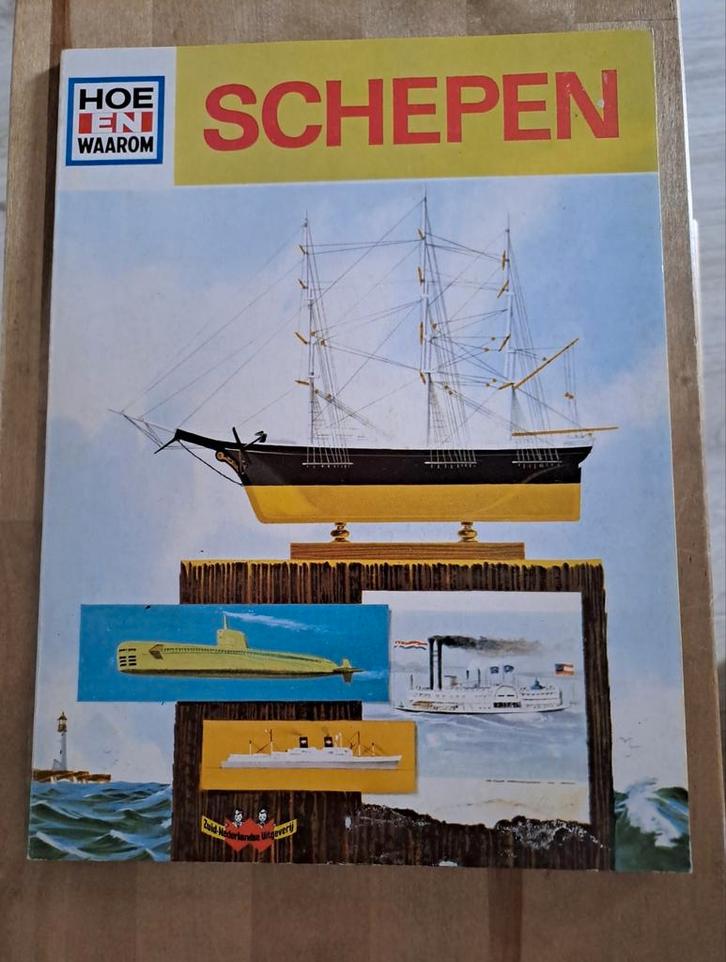 HOE
EN
WAAROM
SCHEPEN
Zuid-Nederlandse Uitgeverij